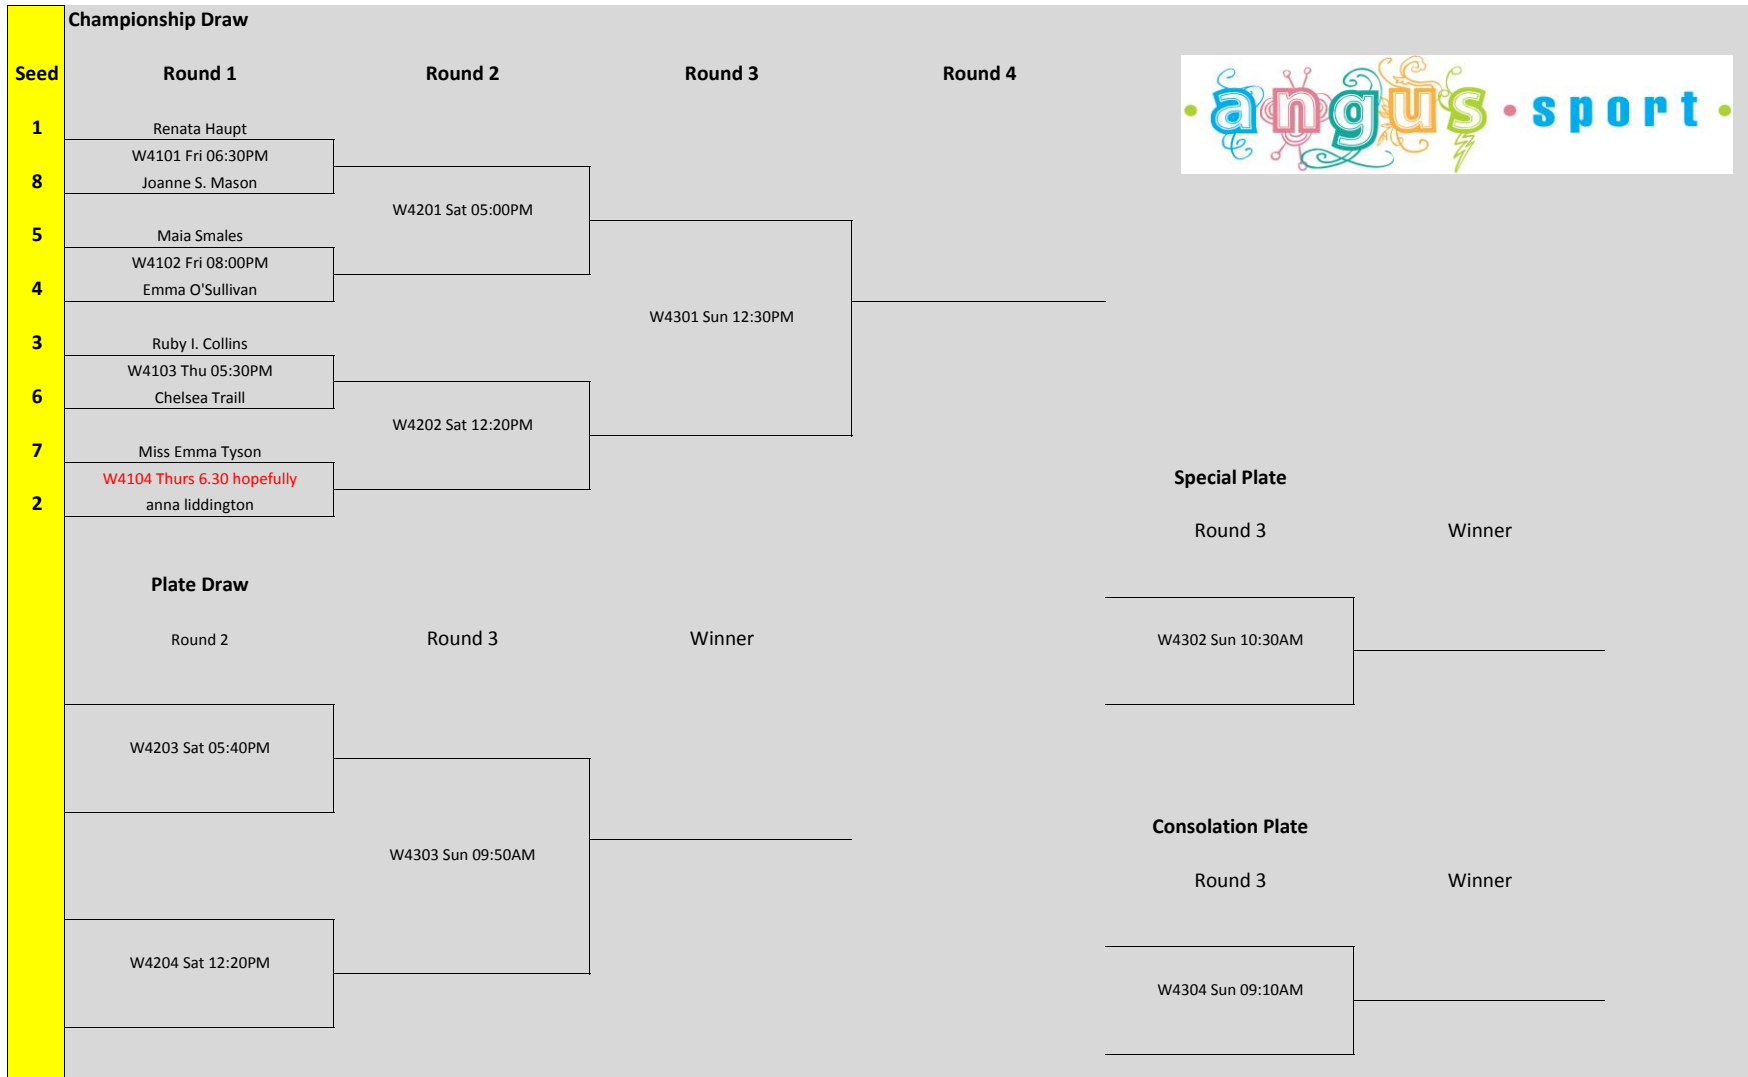 Championship Draw
Seed Round 1 Round 2 Round 3 Round 4
angus • sport
1 Renata Haupt
W4101 Fri 06:30PM
8 Joanne S. Mason
W4201 Sat 05:00PM
5 Maia Smales
W4102 Fri 08:00PM
4 Emma O'Sullivan
W4301 Sun 12:30PM
3 Ruby I. Collins
W4103 Thu 05:30PM
6 Chelsea Traill
W4202 Sat 12:20PM
7 Miss Emma Tyson
W4104 Thurs 6.30 hopefully
2 anna liddington
Special Plate
Round 3 Winner
W4302 Sun 10:30AM
Plate Draw
Round 2 Round 3 Winner
W4203 Sat 05:40PM
W4303 Sun 09:50AM
W4204 Sat 12:20PM
Consolation Plate
Round 3 Winner
W4304 Sun 09:10AM